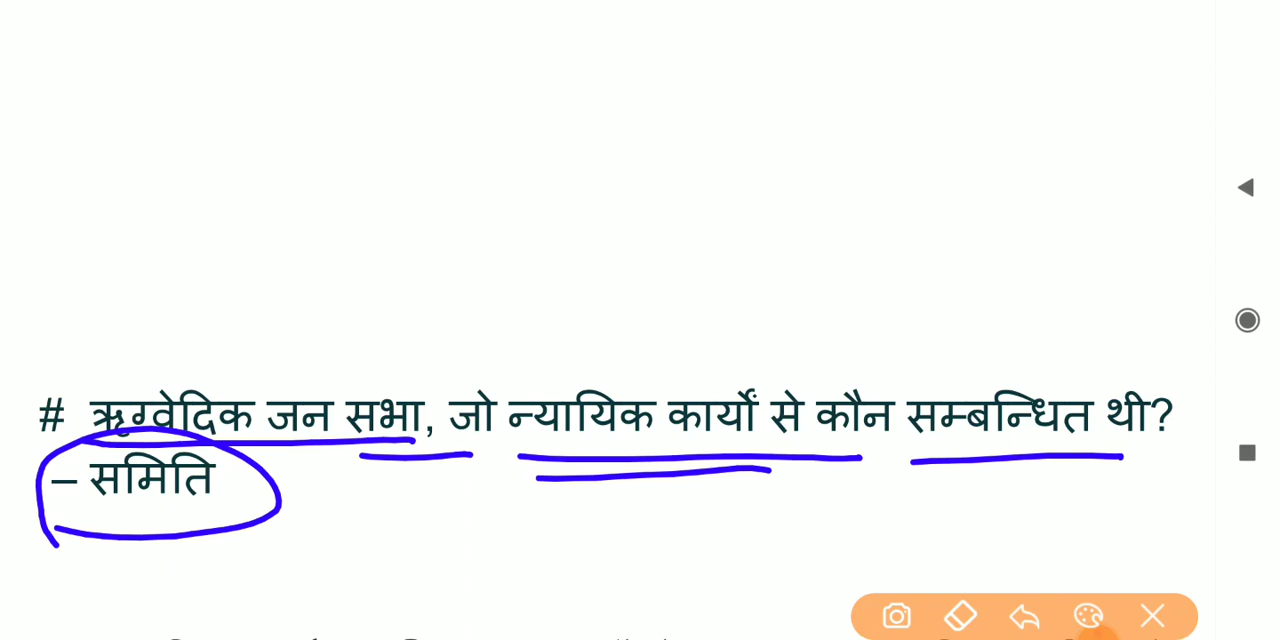 # ऋग्वेदिक जन सभा, जो न्यायिक कार्यों से कौन सम्बन्धित थी?
– समिति